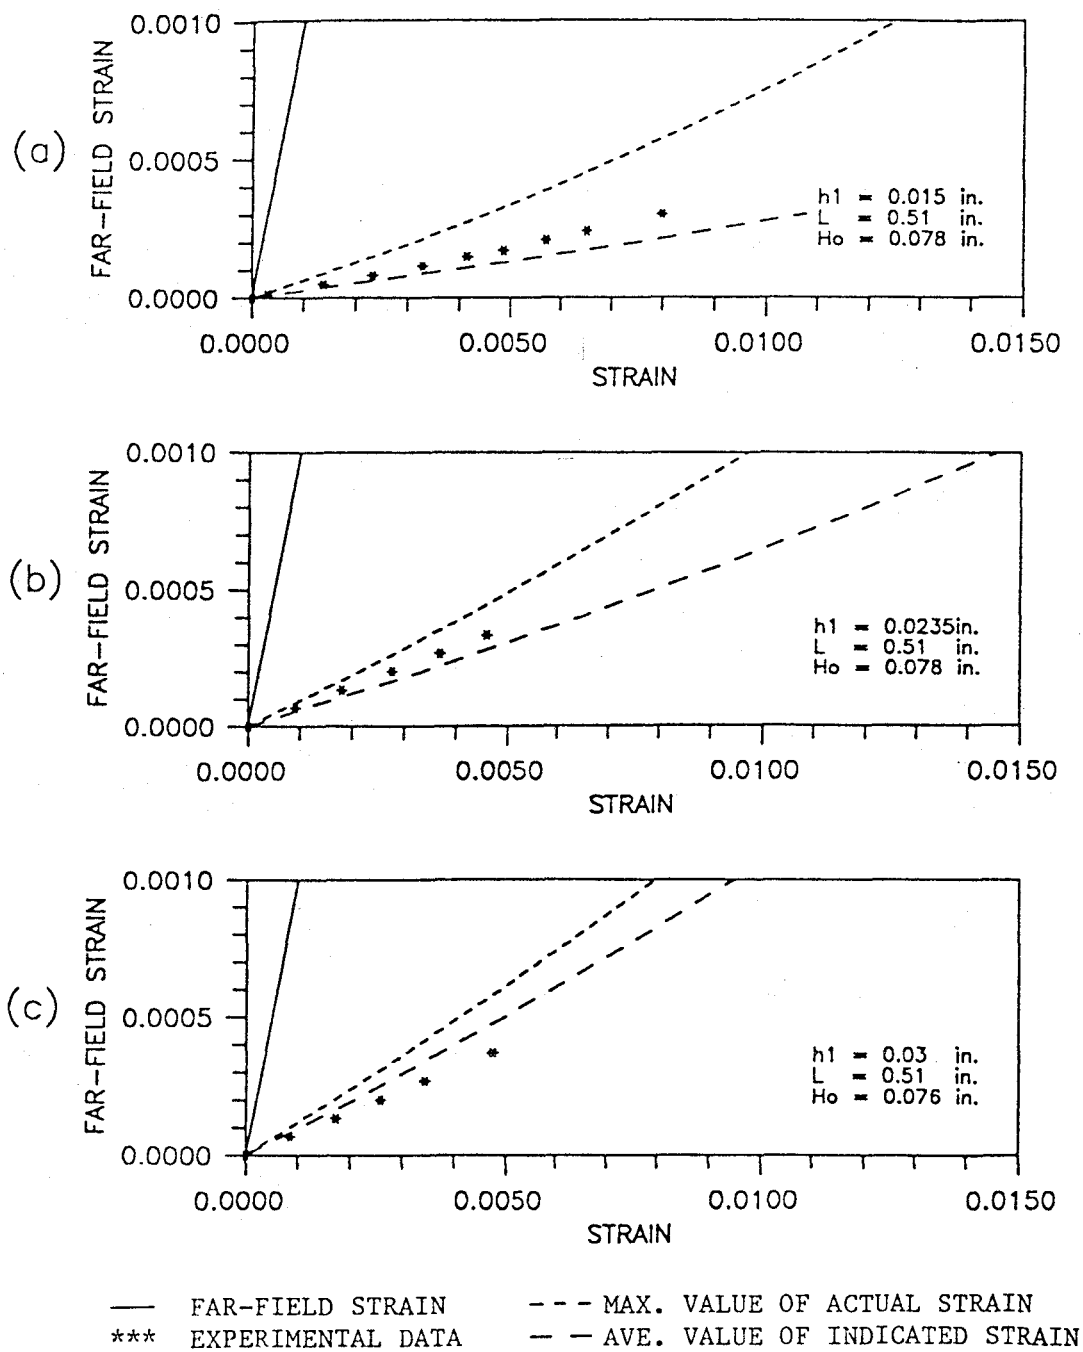 (a)
FAR-FIELD STRAIN
0.0010
0.0005
0.0000
h1 = 0.015 in.
L = 0.51 in.
Ho = 0.078 in.
0.0000 0.0050 0.0100 0.0150
STRAIN
(b)
FAR-FIELD STRAIN
0.0010
0.0005
0.0000
h1 = 0.0235in.
L = 0.51 in.
Ho = 0.078 in.
0.0000 0.0050 0.0100 0.0150
STRAIN
(c)
FAR-FIELD STRAIN
0.0010
0.0005
0.0000
h1 = 0.03 in.
L = 0.51 in.
Ho = 0.076 in.
0.0000 0.0050 0.0100 0.0150
STRAIN
—— FAR-FIELD STRAIN - - - - MAX. VALUE OF ACTUAL STRAIN
*** EXPERIMENTAL DATA — — AVE. VALUE OF INDICATED STRAIN